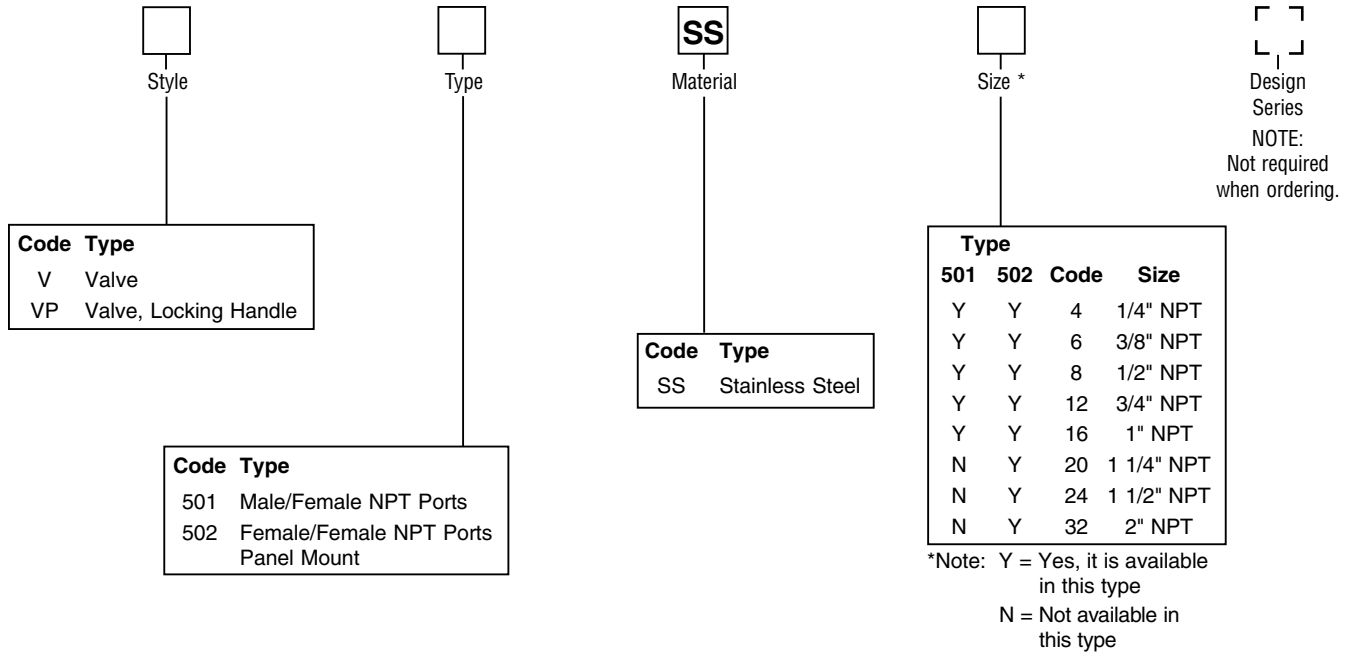 SS
Style
Type
Material
Size *
Design
Series
NOTE:
Not required
when ordering.
Code Type
V Valve
VP Valve, Locking Handle
Code Type
501 Male/Female NPT Ports
502 Female/Female NPT Ports
Panel Mount
Code Type
SS Stainless Steel
Type
501 502 Code Size
Y Y 4 1/4" NPT
Y Y 6 3/8" NPT
Y Y 8 1/2" NPT
Y Y 12 3/4" NPT
Y Y 16 1" NPT
N Y 20 1 1/4" NPT
N Y 24 1 1/2" NPT
N Y 32 2" NPT
*Note: Y = Yes, it is available
in this type
N = Not available in
this type